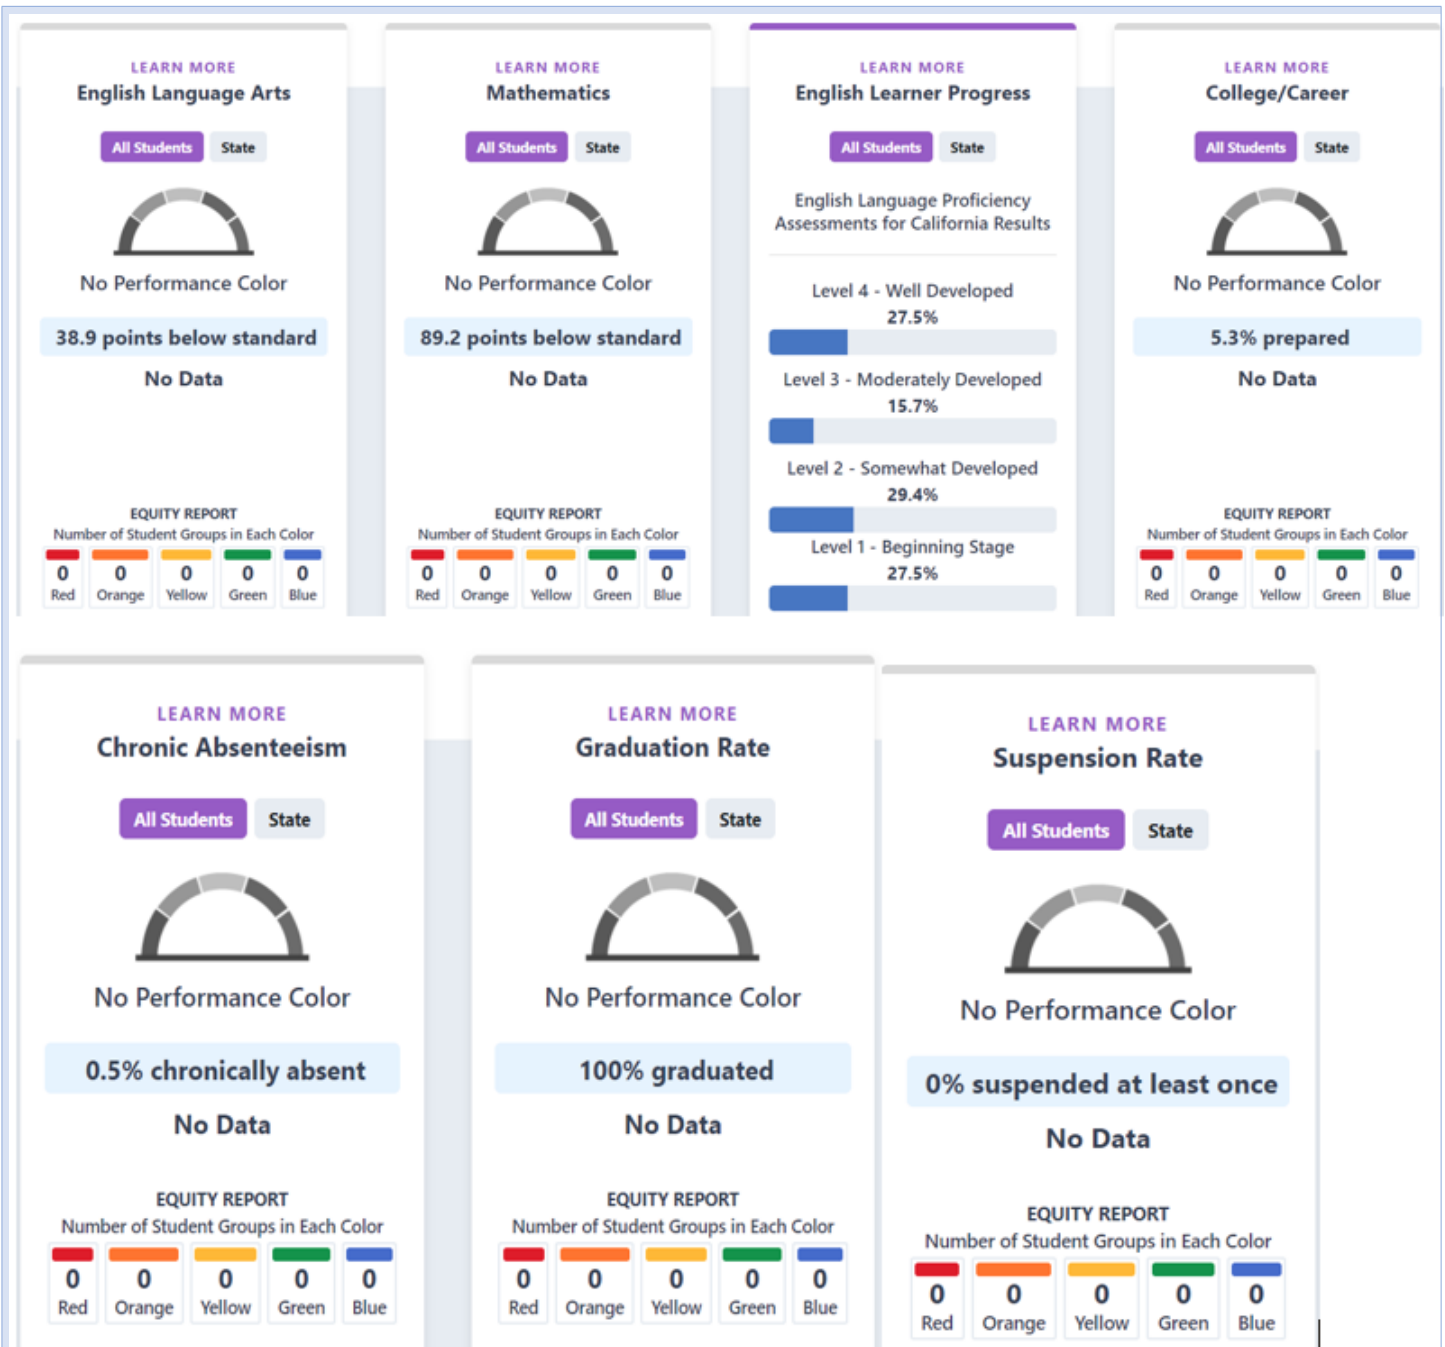 LEARN MORE
English Language Arts
All Students State
No Performance Color
38.9 points below standard
No Data
EQUITY REPORT
Number of Student Groups in Each Color
0 0 0 0 0
Red Orange Yellow Green Blue
LEARN MORE
Mathematics
All Students State
No Performance Color
89.2 points below standard
No Data
EQUITY REPORT
Number of Student Groups in Each Color
0 0 0 0 0
Red Orange Yellow Green Blue
LEARN MORE
English Learner Progress
All Students State
English Language Proficiency
Assessments for California Results
Level 4 - Well Developed
27.5%
Level 3 - Moderately Developed
15.7%
Level 2 - Somewhat Developed
29.4%
Level 1 - Beginning Stage
27.5%
LEARN MORE
College/Career
All Students State
No Performance Color
5.3% prepared
No Data
EQUITY REPORT
Number of Student Groups in Each Color
0 0 0 0 0
Red Orange Yellow Green Blue
LEARN MORE
Chronic Absenteeism
All Students State
No Performance Color
0.5% chronically absent
No Data
EQUITY REPORT
Number of Student Groups in Each Color
0 0 0 0 0
Red Orange Yellow Green Blue
LEARN MORE
Graduation Rate
All Students State
No Performance Color
100% graduated
No Data
EQUITY REPORT
Number of Student Groups in Each Color
0 0 0 0 0
Red Orange Yellow Green Blue
LEARN MORE
Suspension Rate
All Students State
No Performance Color
0% suspended at least once
No Data
EQUITY REPORT
Number of Student Groups in Each Color
0 0 0 0 0
Red Orange Yellow Green Blue